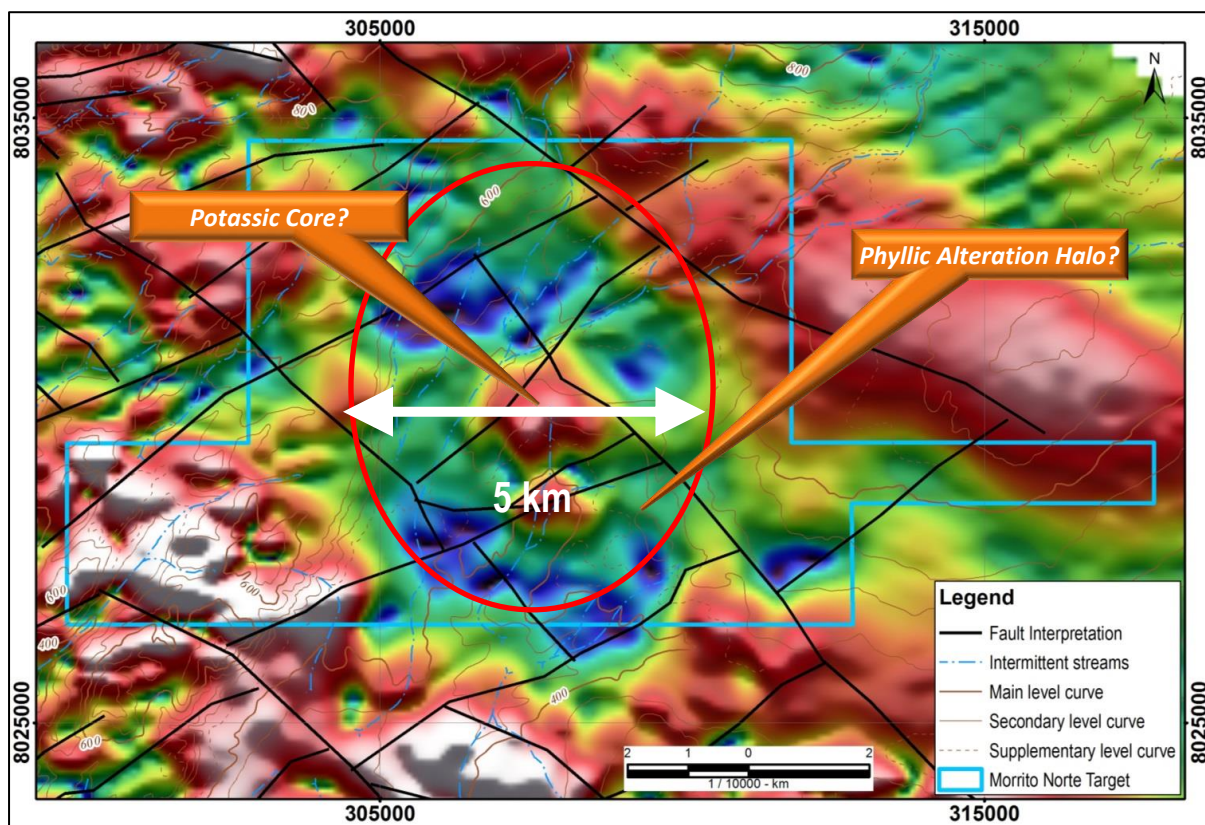 305000
315000
N
8035000
8035000
800
800
600
Potassic Core?
Phyllic Alteration Halo?
5 km
600
600
400
400
600
8025000
8025000
Legend
Fault Interpretation
Intermittent streams
Main level curve
Secondary level curve
Supplementary level curve
Morrito Norte Target
2 1 0 2
1 / 10000 - km
305000
315000